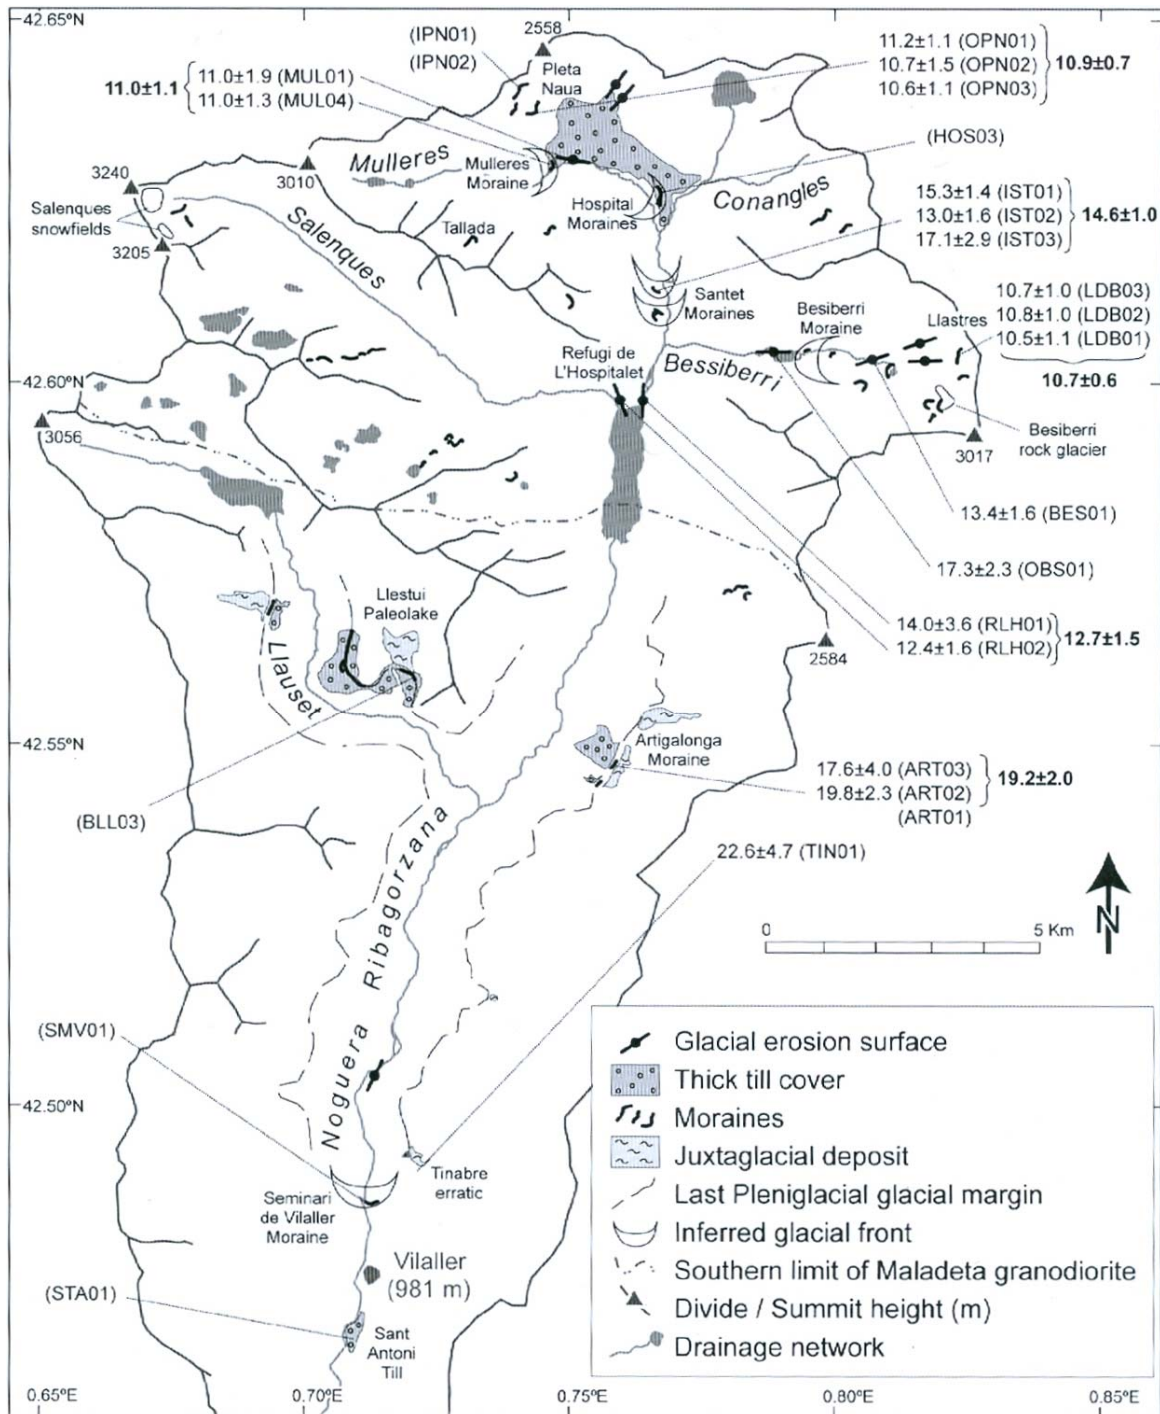 42.65ºN
2558
(IPN01)
(IPN02)
Pleta
Naua
11.2±1.1 (OPN01)
10.7±1.5 (OPN02)
10.6±1.1 (OPN03)
10.9±0.7
11.0±1.1
11.0±1.9 (MUL01)
11.0±1.3 (MUL04)
(HOS03)
Mulleres
Mulleres
Moraine
3240
3010
Hospital
Moraines
Conangles
15.3±1.4 (IST01)
13.0±1.6 (IST02)
17.1±2.9 (IST03)
14.6±1.0
Salenques
snowfields
3205
Salenques
Tallada
Santet
Moraines
Besiberri
Moraine
Llastres
10.7±1.0 (LDB03)
10.8±1.0 (LDB02)
10.5±1.1 (LDB01)
10.7±0.6
Refugi de
L'Hospitalet
Bessiberri
42.60ºN
3056
Besiberri
rock glacier
3017
13.4±1.6 (BES01)
17.3±2.3 (OBS01)
Llestui
Paleolake
14.0±3.6 (RLH01)
12.4±1.6 (RLH02)
12.7±1.5
2584
Llauset
42.55ºN
Artigalonga
Moraine
17.6±4.0 (ART03)
19.8±2.3 (ART02)
(ART01)
19.2±2.0
(BLL03)
22.6±4.7 (TIN01)
Noguera Ribagorzana
N
0
5 Km
(SMV01)
42.50ºN
Tinabre
erratic
Seminari
de Vilaller
Moraine
Vilaller
(981 m)
(STA01)
Sant
Antoni
Till
Glacial erosion surface
Thick till cover
Moraines
Juxtaglacial deposit
Last Pleniglacial glacial margin
Inferred glacial front
Southern limit of Maladeta granodiorite
Divide / Summit height (m)
Drainage network
0.65ºE
0.70ºE
0.75ºE
0.80ºE
0.85ºE